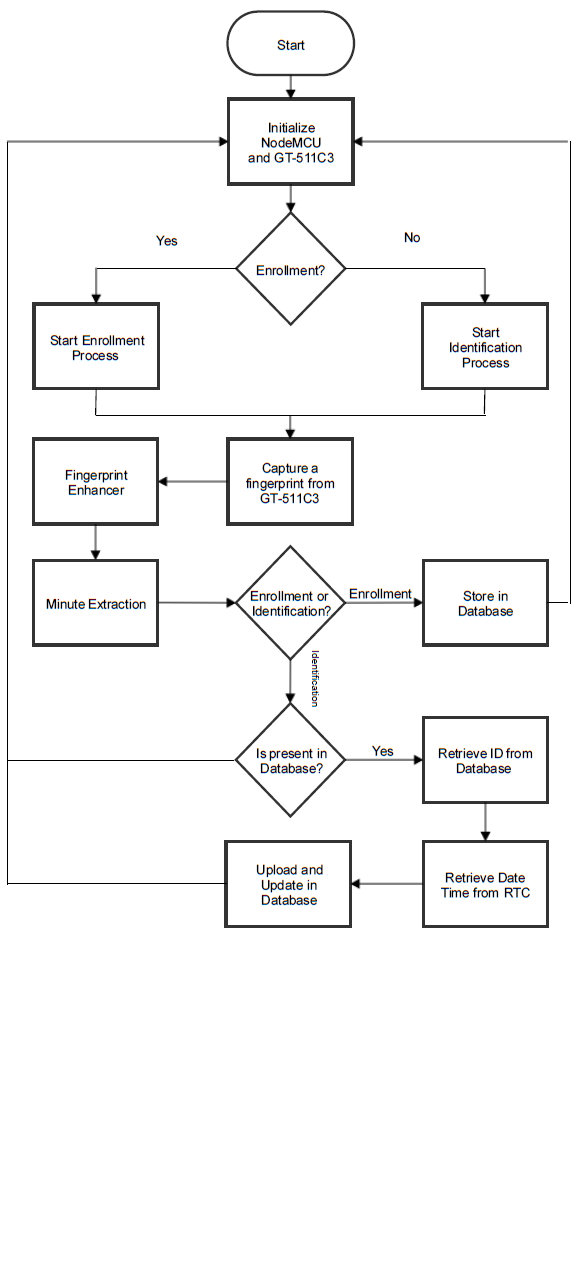 Start
Initialize
NodeMCU
and GT-511C3
Yes
No
Enrollment?
Start Enrollment
Process
Start
Identification
Process
Fingerprint
Enhancer
Capture a
fingerprint from
GT-511C3
Minute Extraction
Enrollment or
Identification?
Enrollment
Store in
Database
Identification
Is present in
Database?
Yes
Retrieve ID from
Database
Upload and
Update in
Database
Retrieve Date
Time from RTC